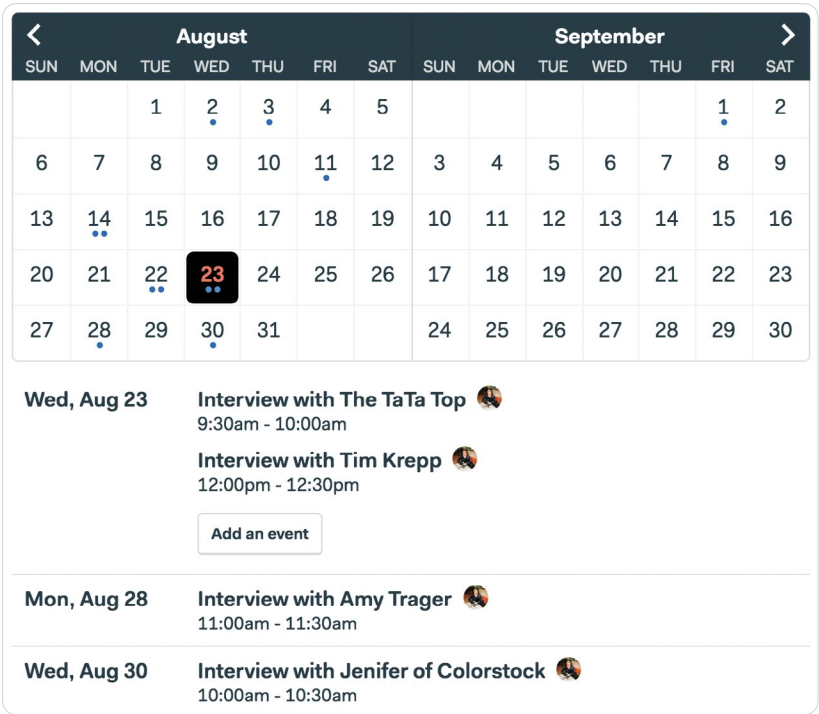 August September
SUN MON TUE WED THU FRI SAT SUN MON TUE WED THU FRI SAT
1 2 3 4 5 1 2
6 7 8 9 10 11 12 3 4 5 6 7 8 9
13 14 15 16 17 18 19 10 11 12 13 14 15 16
20 21 22 23 24 25 26 17 18 19 20 21 22 23
27 28 29 30 31 24 25 26 27 28 29 30
Wed, Aug 23 Interview with The TaTa Top
9:30am - 10:00am
Interview with Tim Krepp
12:00pm - 12:30pm
Add an event
Mon, Aug 28 Interview with Amy Trager
11:00am - 11:30am
Wed, Aug 30 Interview with Jenifer of Colorstock
10:00am - 10:30am